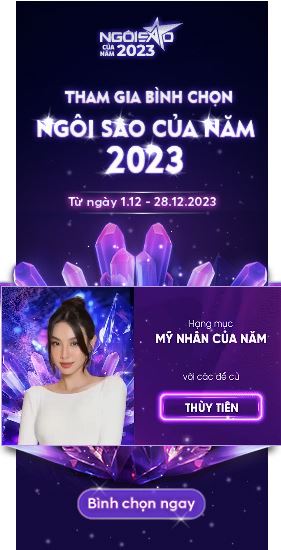 NGÔI SAO
CỦA NĂM 2023
THAM GIA BÌNH CHỌN
NGÔI SAO CỦA NĂM
2023
Từ ngày 1.12 - 28.12.2023
Hạng mục
MỸ NHÂN CỦA NĂM
với các đề cử
THÙY TIÊN
Bình chọn ngay